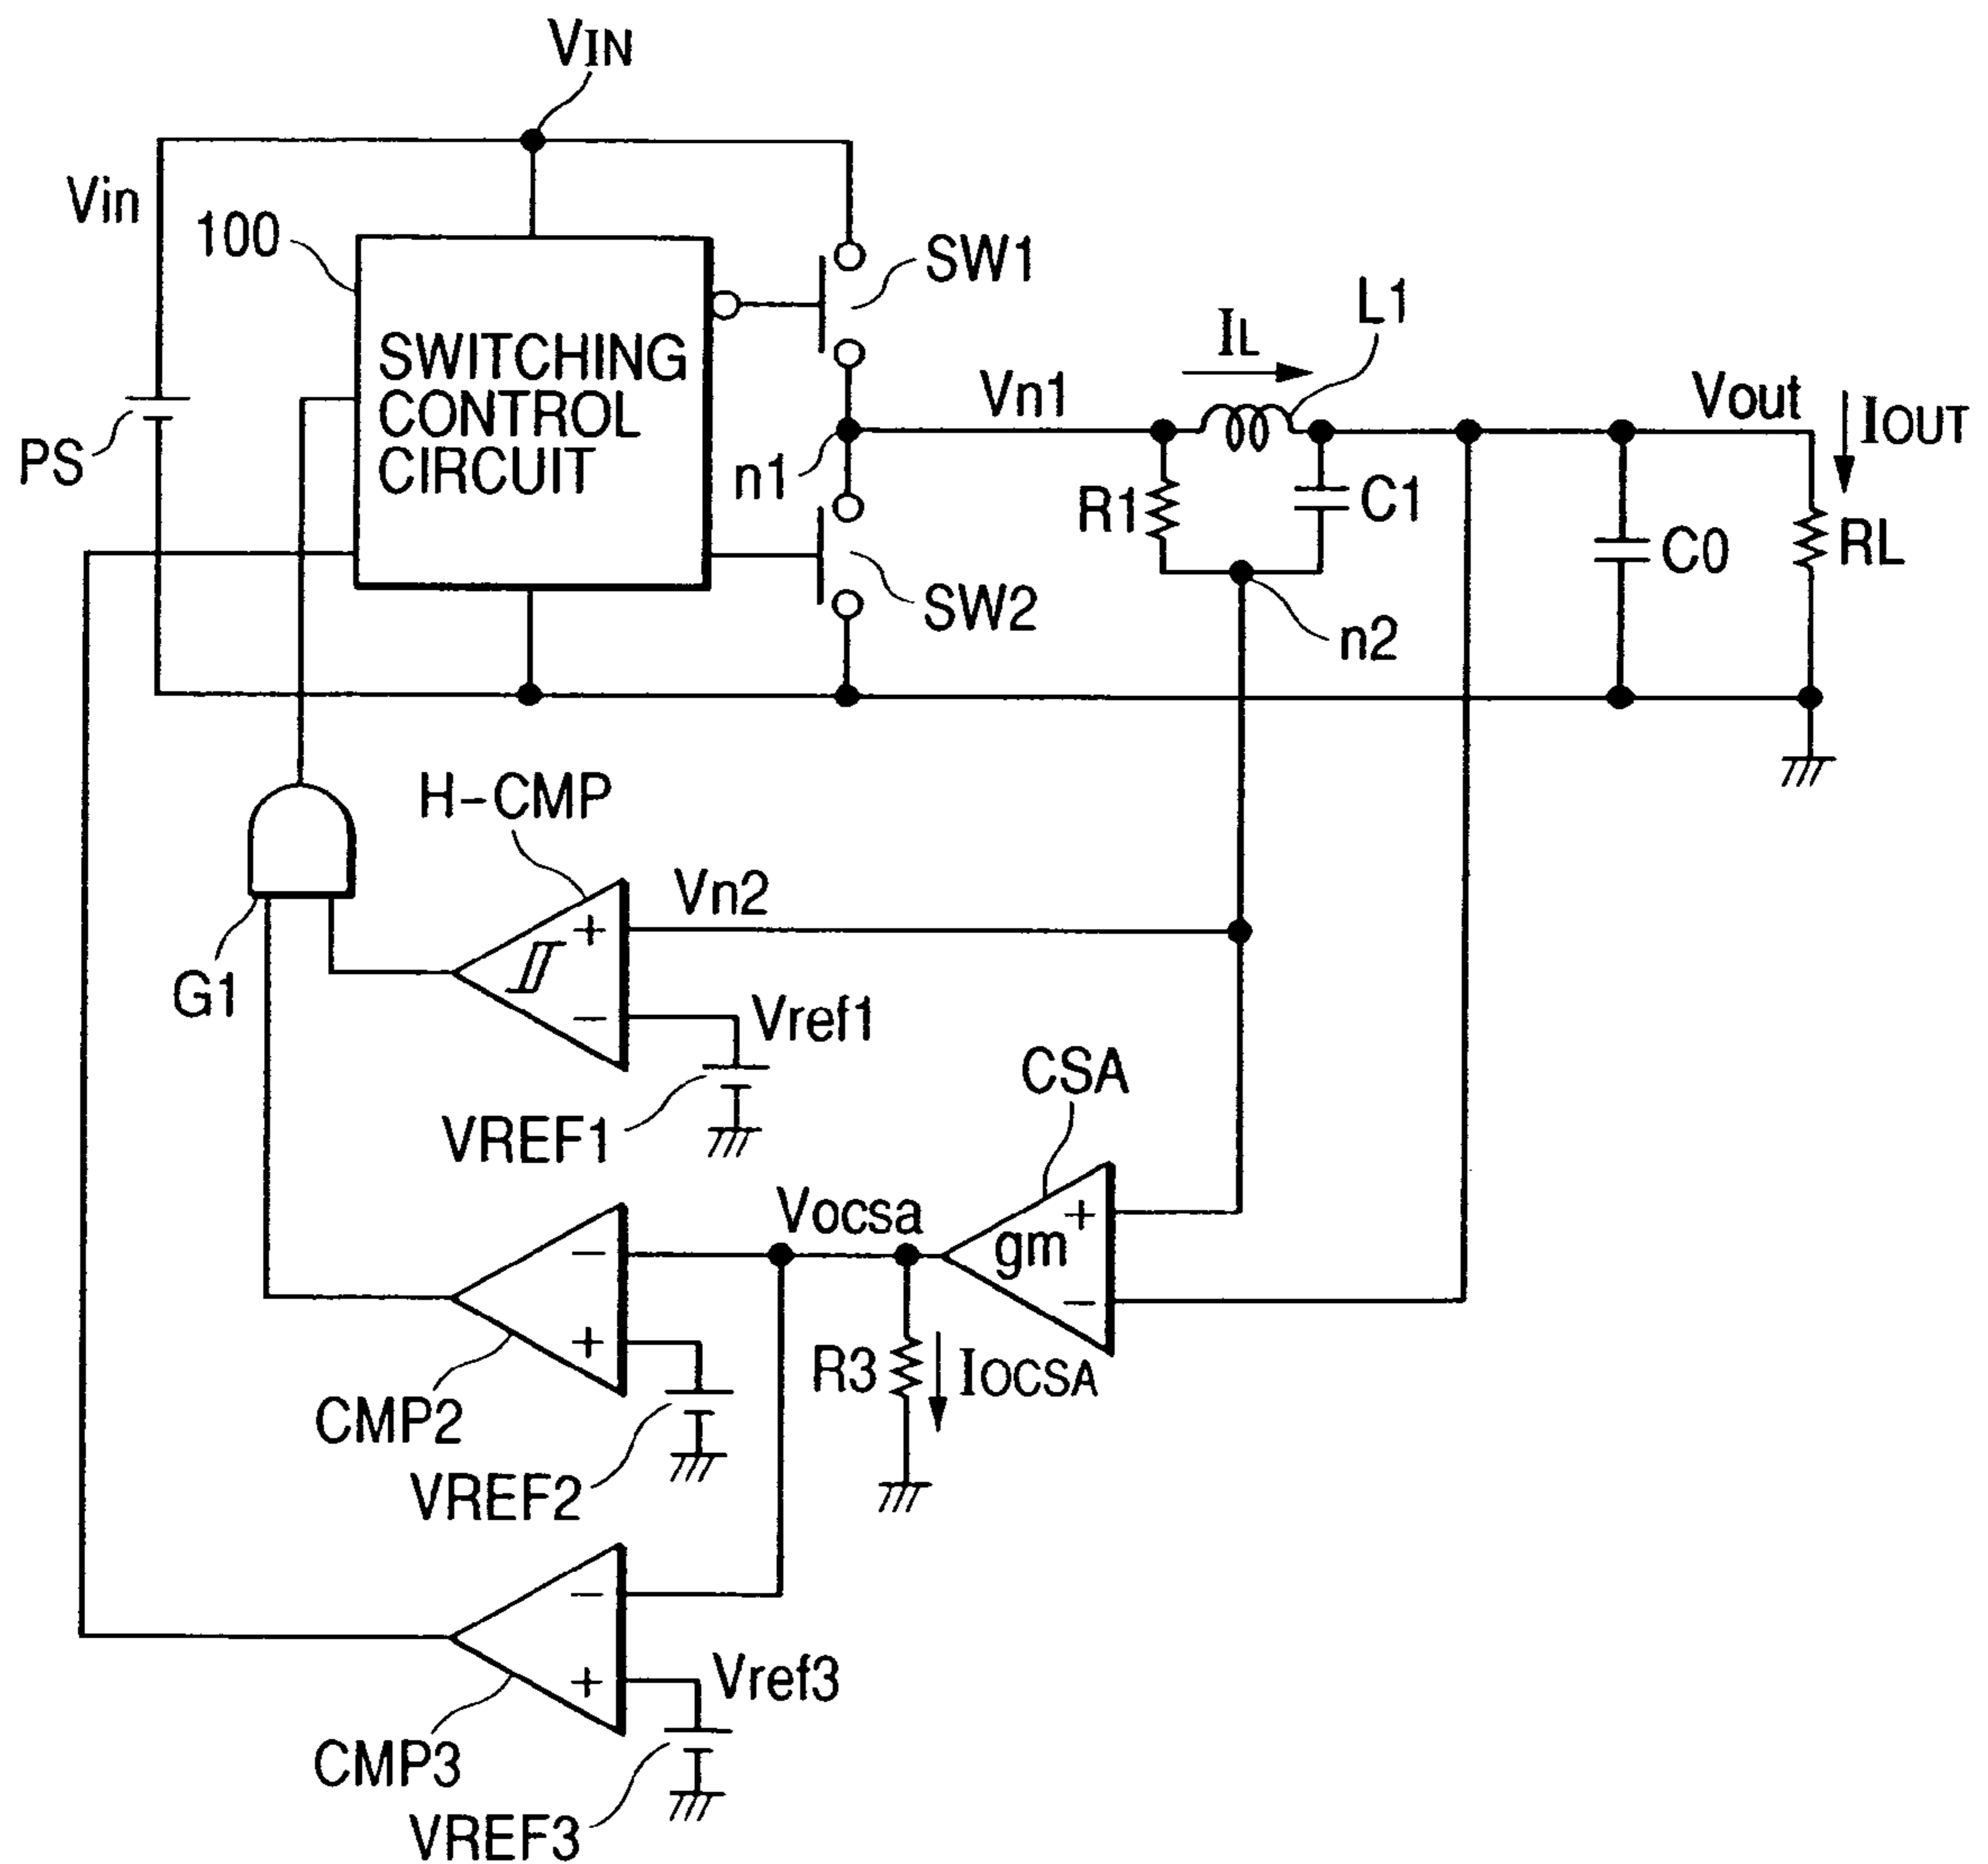 VIN
Vin
100
SW1
L1
IL
SWITCHING
CONTROL
CIRCUIT
Vn1
Vout
IOUT
PS
n1
R1
C1
C0
RL
SW2
n2
H-CMP
Vn2
+
G1
Vref1
−
CSA
VREF1
Vocsa
+
gm
−
−
R3
IOCSA
+
CMP2
VREF2
−
+
Vref3
CMP3
VREF3